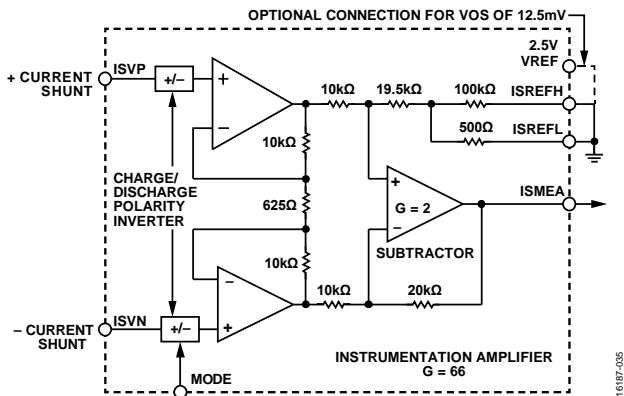 OPTIONAL CONNECTION FOR VOS OF 12.5mV
2.5V
VREF
ISVP
+/–
+ CURRENT
SHUNT
+
–
10kΩ
19.5kΩ
100kΩ
ISREFH
10kΩ
500Ω
ISREFL
CHARGE/
DISCHARGE
POLARITY
INVERTER
625Ω
+
G = 2
–
ISMEA
SUBTRACTOR
10kΩ
–
+
10kΩ
20kΩ
– CURRENT
SHUNT
ISVN
+/–
INSTRUMENTATION AMPLIFIER
G = 66
MODE
16187-035